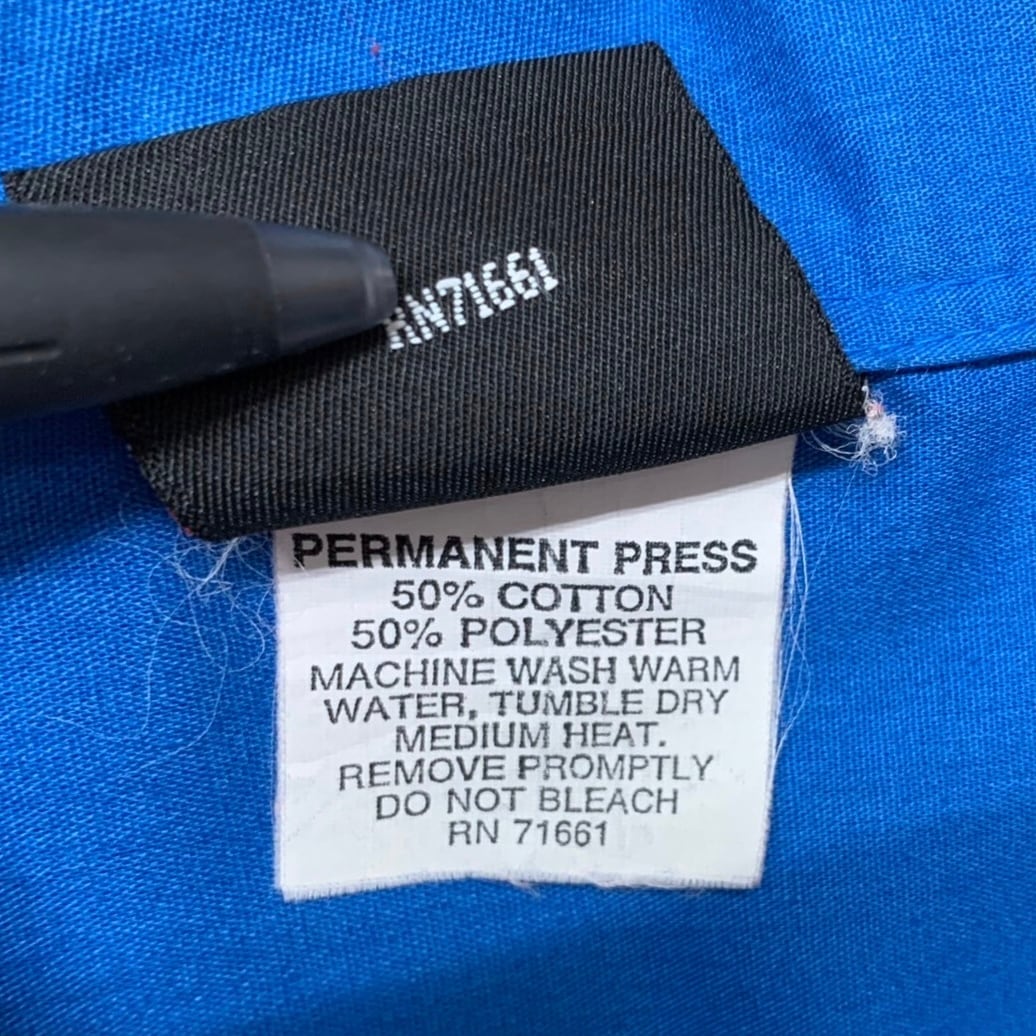 RN71661
PERMANENT PRESS
50% COTTON
50% POLYESTER
MACHINE WASH WARM
WATER, TUMBLE DRY
MEDIUM HEAT.
REMOVE PROMPTLY
DO NOT BLEACH
RN 71661